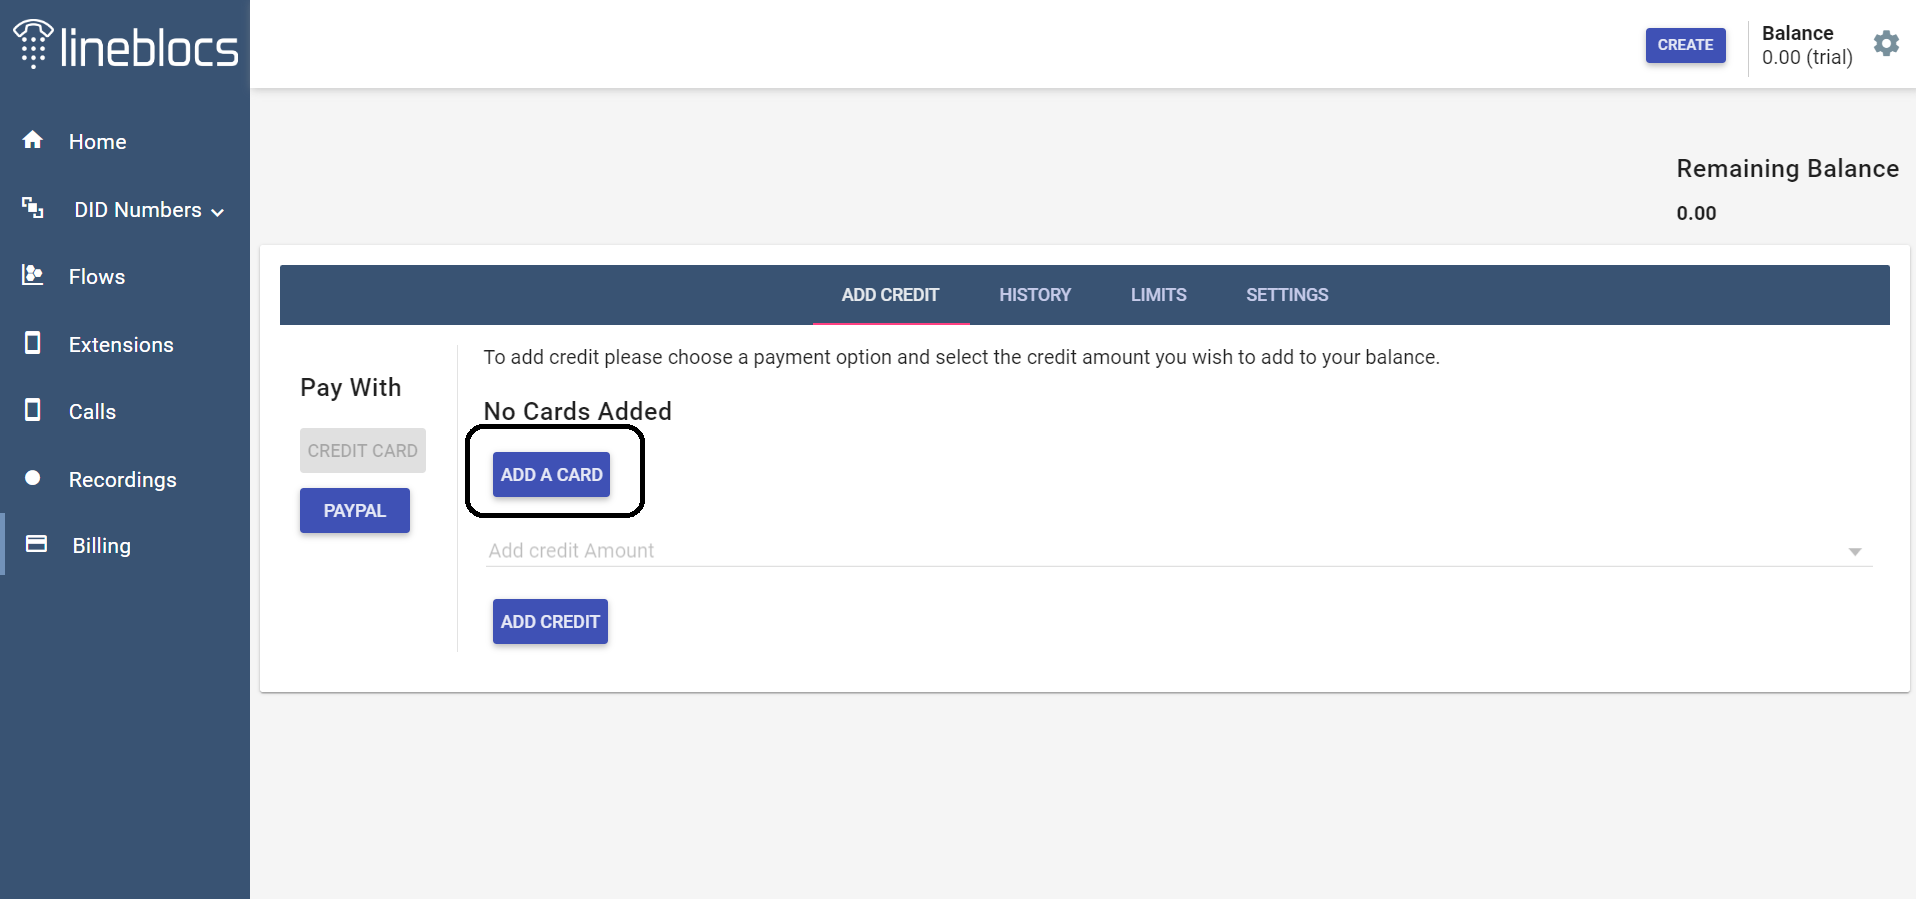 lineblocs
CREATE
Balance
0.00 (trial)
Home
DID Numbers
Flows
Extensions
Calls
Recordings
Billing
Remaining Balance
0.00
ADD CREDIT HISTORY LIMITS SETTINGS
Pay With
CREDIT CARD
PAYPAL
To add credit please choose a payment option and select the credit amount you wish to add to your balance.
No Cards Added
ADD A CARD
Add credit Amount
ADD CREDIT